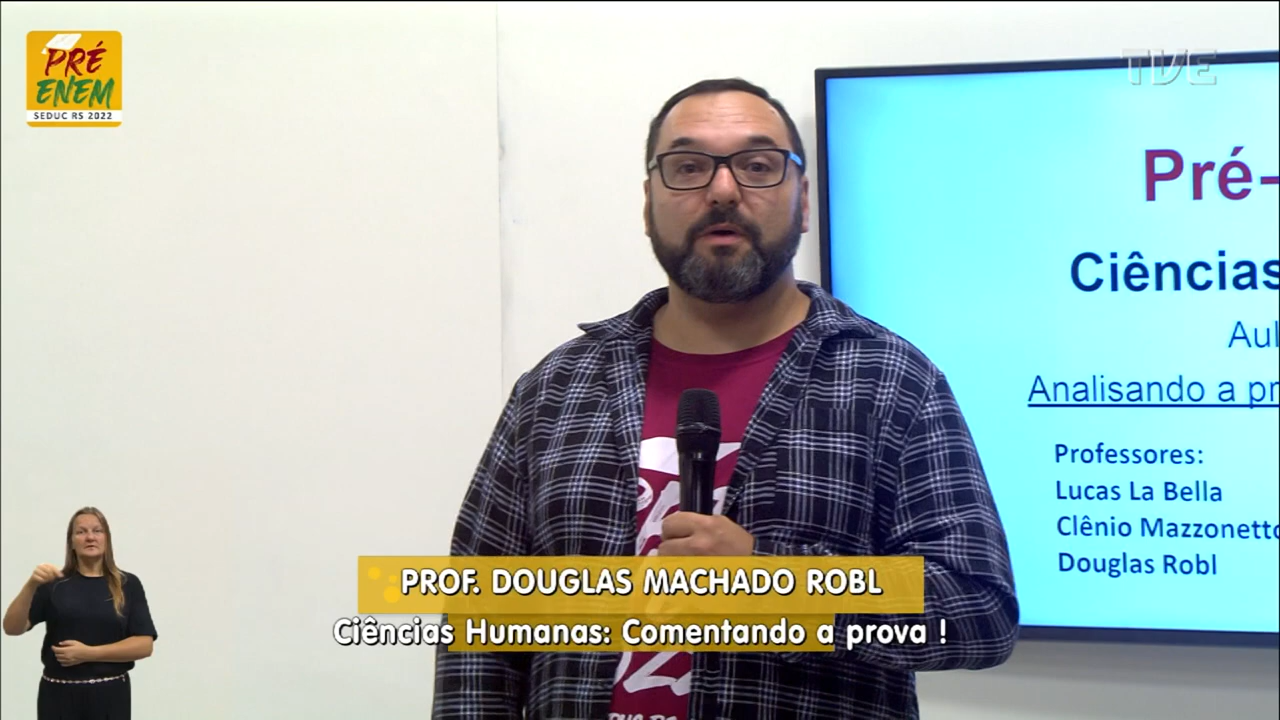 PRÉ
ENEM
SEDUC RS 2022
TVE
Pré-
Ciências
Aul
Analisando a pr
Professores:
Lucas La Bella
Clênio Mazzonetto
Douglas Robl
PROF. DOUGLAS MACHADO ROBL
Ciências Humanas: Comentando a prova !